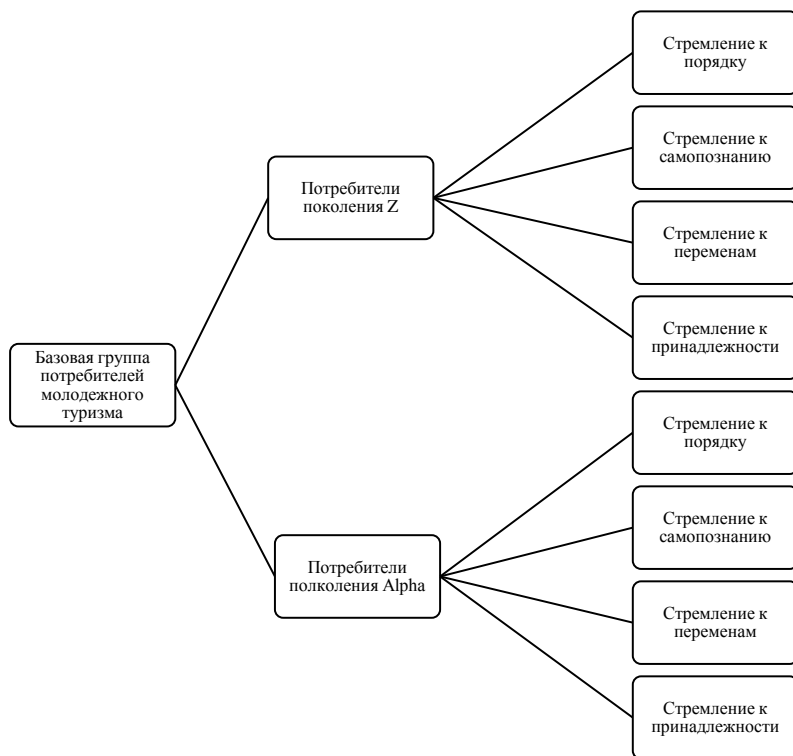 Базовая группа
потребителей
молодежного
туризма
Потребители
поколения Z
Стремление к
порядку
Стремление к
самопознанию
Стремление к
переменам
Стремление к
принадлежности
Потребители
полколения Alpha
Стремление к
порядку
Стремление к
самопознанию
Стремление к
переменам
Стремление к
принадлежности